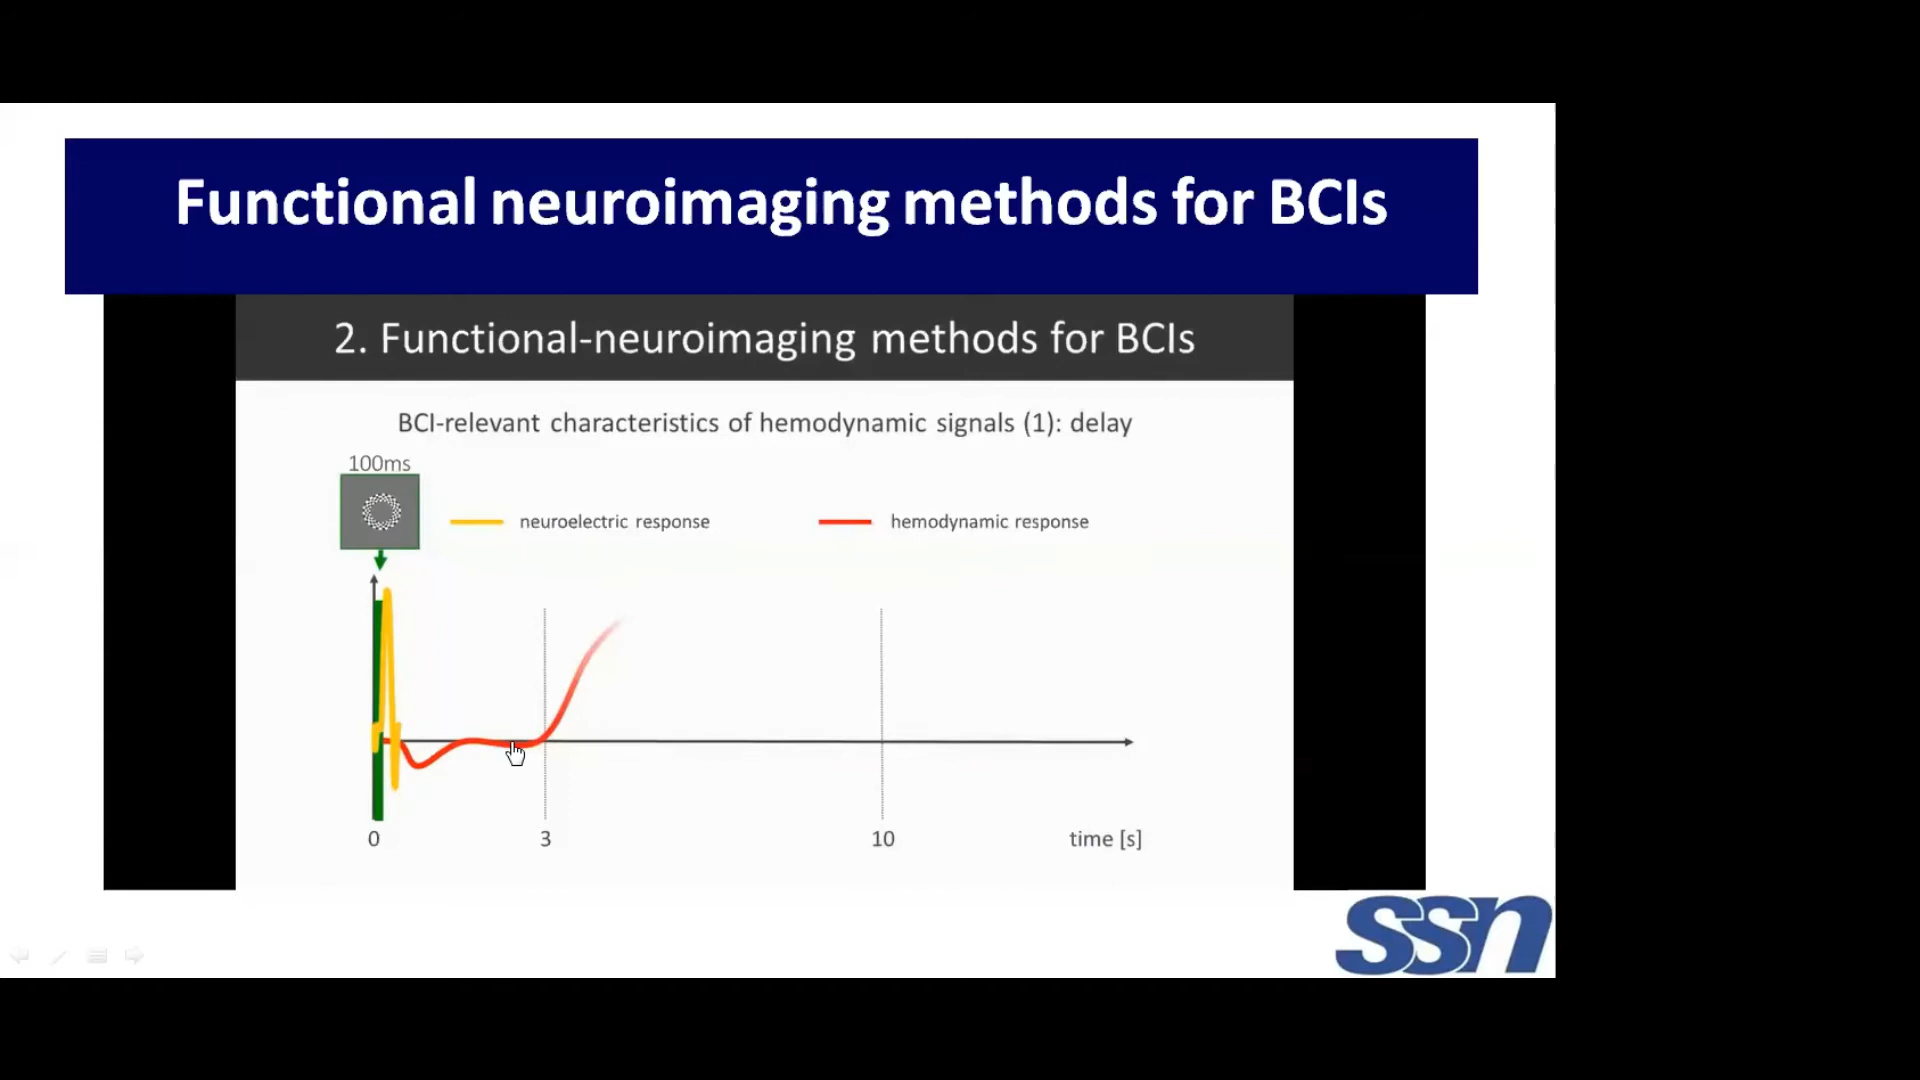 Functional neuroimaging methods for BCIs
2. Functional-neuroimaging methods for BCIs
BCI-relevant characteristics of hemodynamic signals (1): delay
100ms
neuroelectric response
hemodynamic response
0
3
10
time [s]
ssn